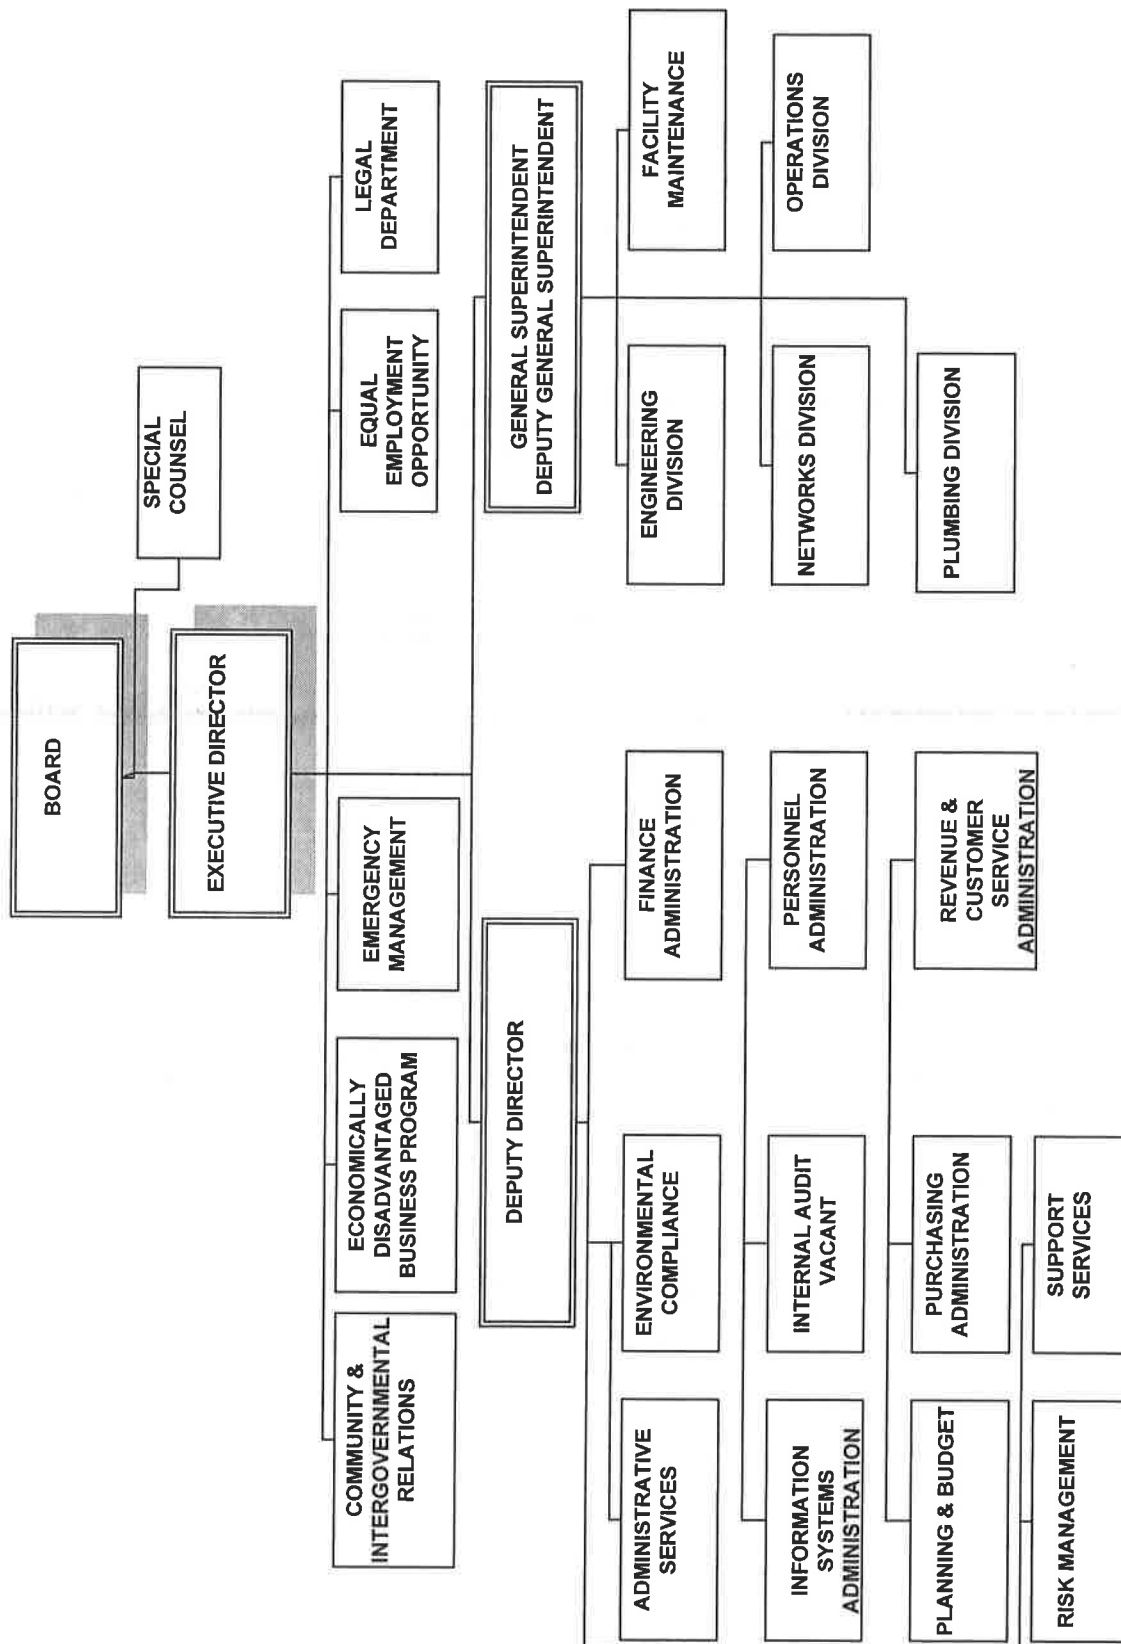 BOARD
SPECIAL
COUNSEL
EXECUTIVE DIRECTOR
COMMUNITY &
INTERGOVERNMENTAL
RELATIONS
ECONOMICALLY
DISADVANTAGED
BUSINESS PROGRAM
EMERGENCY
MANAGEMENT
EQUAL
EMPLOYMENT
OPPORTUNITY
LEGAL
DEPARTMENT
DEPUTY DIRECTOR
GENERAL SUPERINTENDENT
DEPUTY GENERAL SUPERINTENDENT
ADMINISTRATIVE
SERVICES
ENVIRONMENTAL
COMPLIANCE
FINANCE
ADMINISTRATION
ENGINEERING
DIVISION
FACILITY
MAINTENANCE
INFORMATION
SYSTEMS
ADMINISTRATION
INTERNAL AUDIT
VACANT
PERSONNEL
ADMINISTRATION
NETWORKS DIVISION
OPERATIONS
DIVISION
PLANNING & BUDGET
PURCHASING
ADMINISTRATION
REVENUE &
CUSTOMER
SERVICE
ADMINISTRATION
PLUMBING DIVISION
RISK MANAGEMENT
SUPPORT
SERVICES